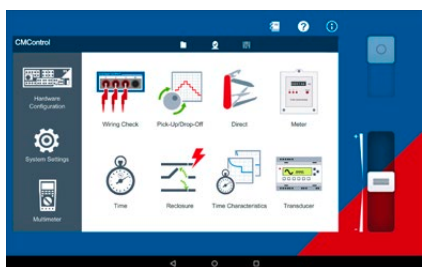 CMControl
Hardware
Configuration
System Settings
Multimeter
Wiring Check
Pick-Up/Drop-Off
Direct
Meter
Time
Reclosure
Time Characteristics
Transducer